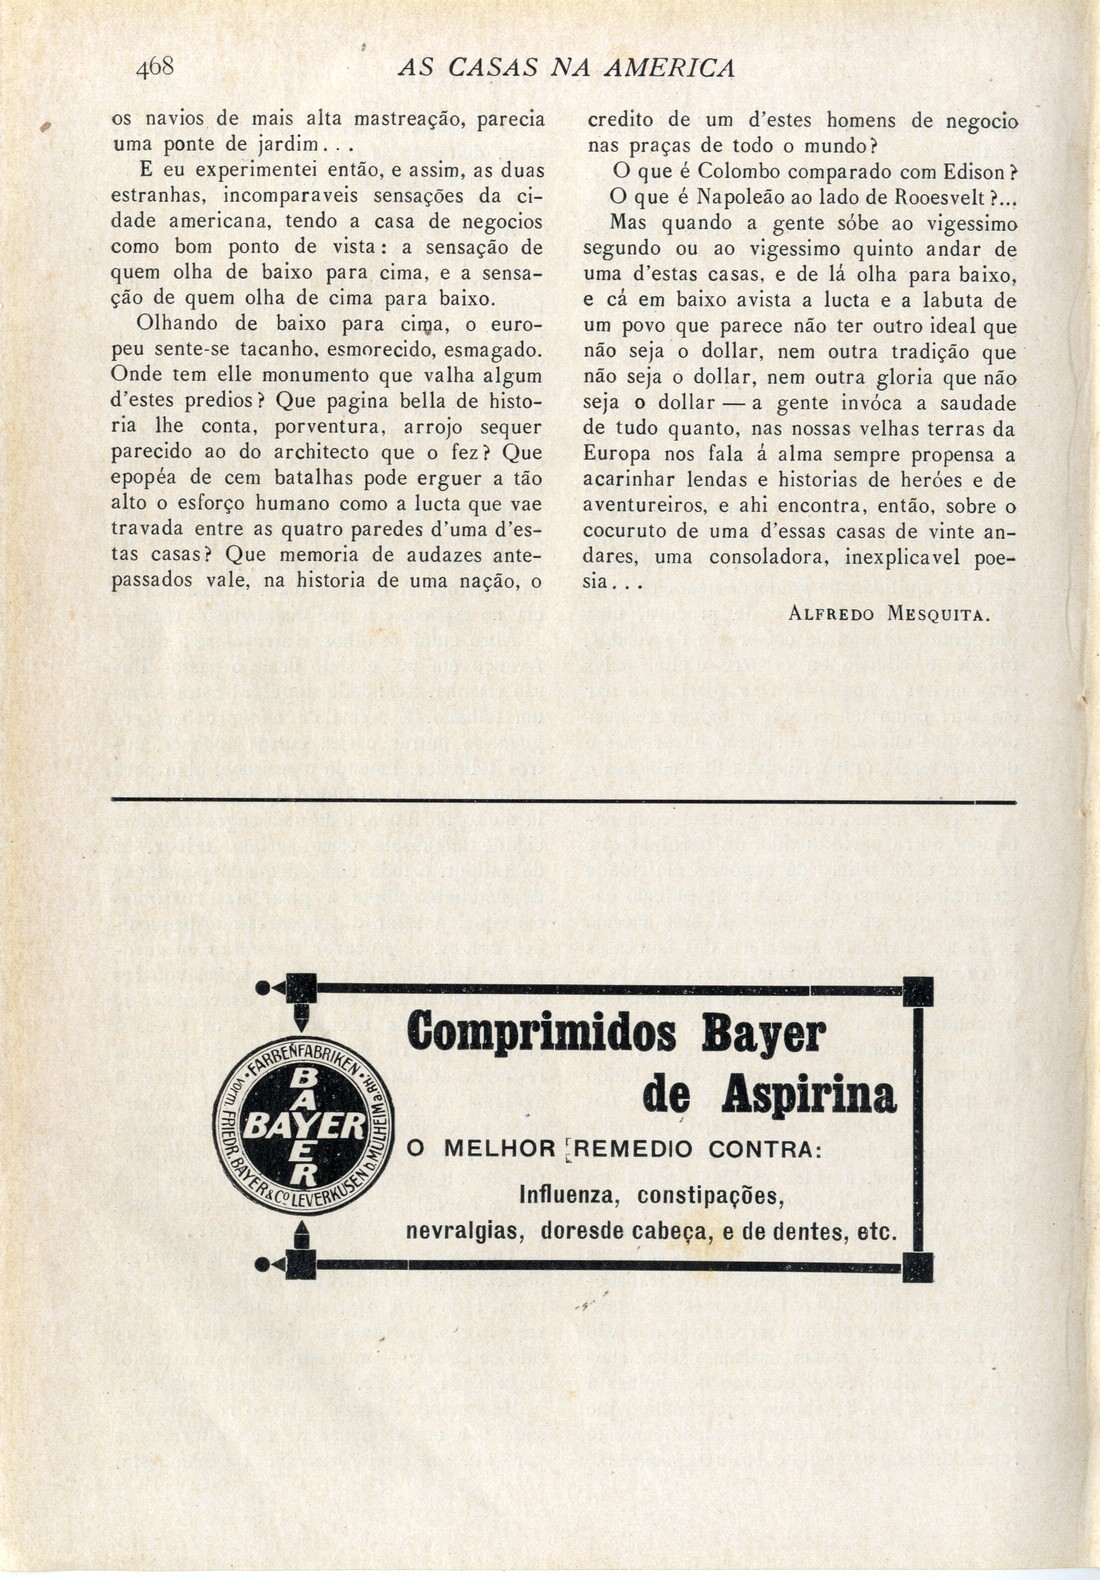 468
AS CASAS NA AMERICA
os navios de mais alta mastreação, parecia
uma ponte de jardim...
E eu experimentei então, e assim, as duas
estranhas, incomparaveis sensações da ci-
dade americana, tendo a casa de negocios
como bom ponto de vista: a sensação de
quem olha de baixo para cima, e a sensa-
ção de quem olha de cima para baixo.
Olhando de baixo para cima, o euro-
peu sente-se tacanho, esmorecido, esmagado.
Onde tem elle monumento que valha algum
d'estes predios? Que pagina bella de histo-
ria lhe conta, porventura, arrojo sequer
parecido ao do architecto que o fez? Que
epopéa de cem batalhas pode erguer a tão
alto o esforço humano como a lucta que vae
travada entre as quatro paredes d'uma d'es-
tas casas? Que memoria de audazes ante-
passados vale, na historia de uma nação, o
credito de um d'estes homens de negocio
nas praças de todo o mundo?
O que é Colombo comparado com Edison?
O que é Napoleão ao lado de Rooesvelt?...
Mas quando a gente sóbe ao vigessimo
segundo ou ao vigessimo quinto andar de
uma d'estas casas, e de lá olha para baixo,
e cá em baixo avista a lucta e a labuta de
um povo que parece não ter outro ideal que
não seja o dollar, nem outra tradição que
não seja o dollar, nem outra gloria que não
seja o dollar — a gente invóca a saudade
de tudo quanto, nas nossas velhas terras da
Europa nos fala á alma sempre propensa a
acarinhar lendas e historias de heróes e de
aventureiros, e ahi encontra, então, sobre o
cocuruto de uma d'essas casas de vinte an-
dares, uma consoladora, inexplicavel poe-
sia...
ALFREDO MESQUITA.
FARBENFABRIKEN
vorm. FRIEDR. BAYER & Cº LEVERKUSEN b. MÜLHEIM a. RH.
BAYER
BAYER
Comprimidos Bayer
de Aspirina
O MELHOR REMEDIO CONTRA:
Influenza, constipações,
nevralgias, doresde cabeça, e de dentes, etc.